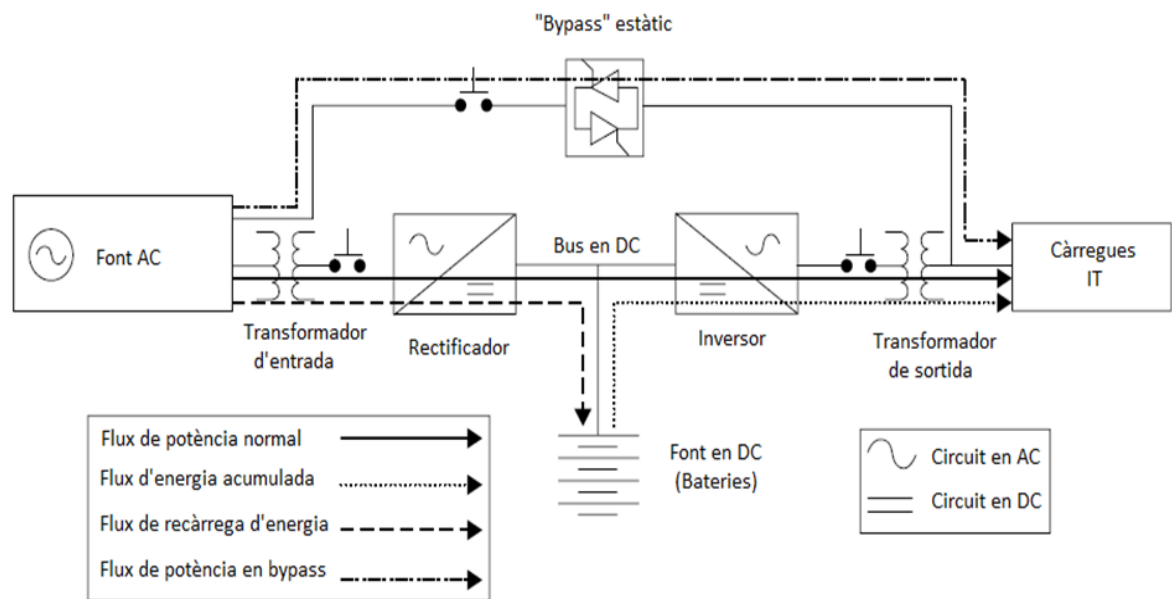 "Bypass" estàtic
Font AC
Bus en DC
Càrregues
IT
Transformador
d'entrada
Rectificador
Inversor
Transformador
de sortida
Flux de potència normal
Flux d'energia acumulada
Flux de recàrrega d'energia
Flux de potència en bypass
Font en DC
(Bateries)
Circuit en AC
Circuit en DC